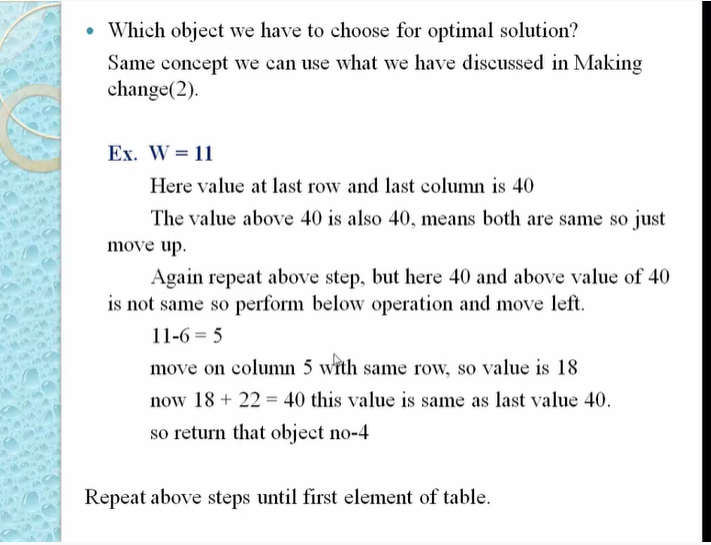 • Which object we have to choose for optimal solution?
Same concept we can use what we have discussed in Making
change(2).
Ex. W = 11
Here value at last row and last column is 40
The value above 40 is also 40, means both are same so just
move up.
Again repeat above step, but here 40 and above value of 40
is not same so perform below operation and move left.
11-6 = 5
move on column 5 with same row, so value is 18
now 18 + 22 = 40 this value is same as last value 40.
so return that object no-4
Repeat above steps until first element of table.